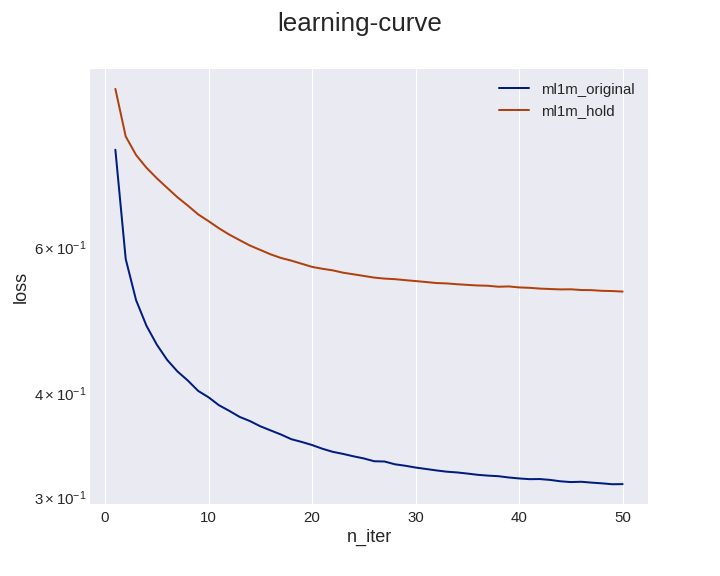 learning-curve
ml1m_original
ml1m_hold
loss
6 × 10⁻¹
4 × 10⁻¹
3 × 10⁻¹
0 10 20 30 40 50
n_iter